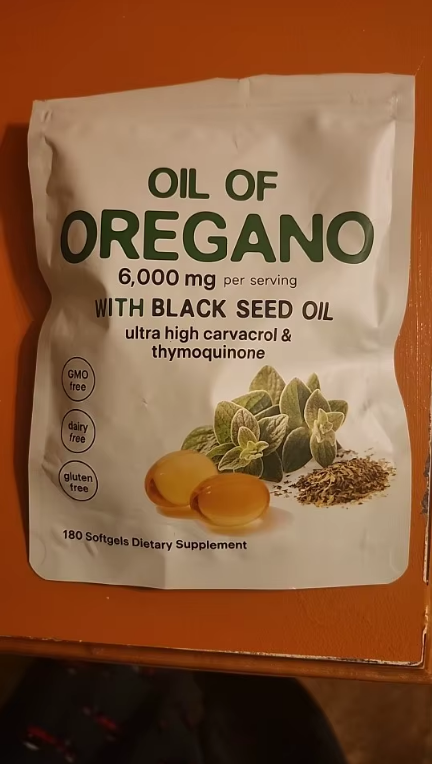 OIL OF
OREGANO
6,000 mg per serving
WITH BLACK SEED OIL
ultra high carvacrol &
thymoquinone
GMO
free
dairy
free
gluten
free
180 Softgels Dietary Supplement